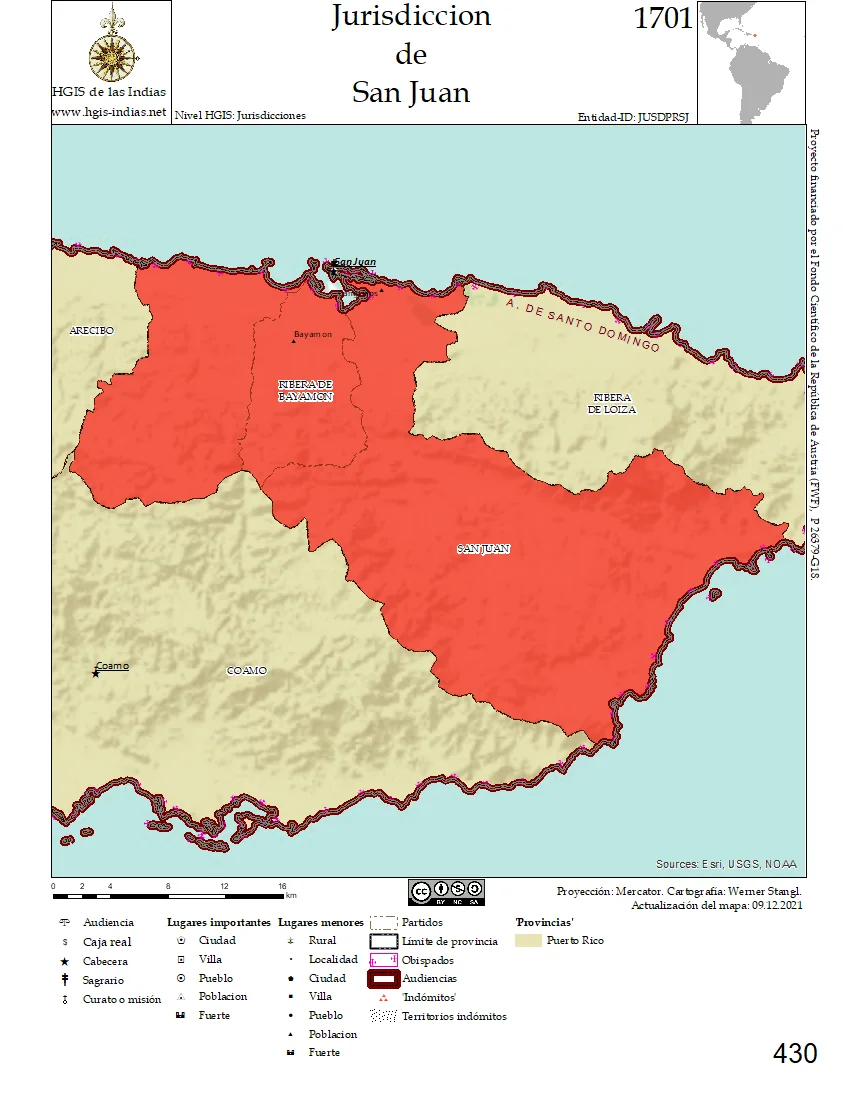 Jurisdiccion
de
San Juan
1701
HGIS de las Indias
www.hgis-indias.net
Nivel HGIS: Jurisdicciones
Entidad-ID: JUSDPRSJ
Proyecto financiado por el Fondo Científico de la República de Austria (FWF), P 26379-G18.
San Juan
A. DE SANTO DOMINGO
ARECIBO
Bayamon
RIBERA DE
BAYAMON
RIBERA
DE LOIZA
SAN JUAN
Coamo
COAMO
Sources: Esri, USGS, NOAA
0 2 4 8 12 16
km
CC BY NC SA
Proyección: Mercator. Cartografía: Werner Stangl.
Actualización del mapa: 09.12.2021
Audiencia
Caja real
Cabecera
Sagrario
Curato o misión
Lugares importantes
Ciudad
Villa
Pueblo
Poblacion
Fuerte
Lugares menores
Rural
Localidad
Ciudad
Villa
Pueblo
Poblacion
Fuerte
Partidos
Límite de provincia
Obispados
Audiencias
'Indómitos'
Territorios indómitos
'Provincias'
Puerto Rico
430